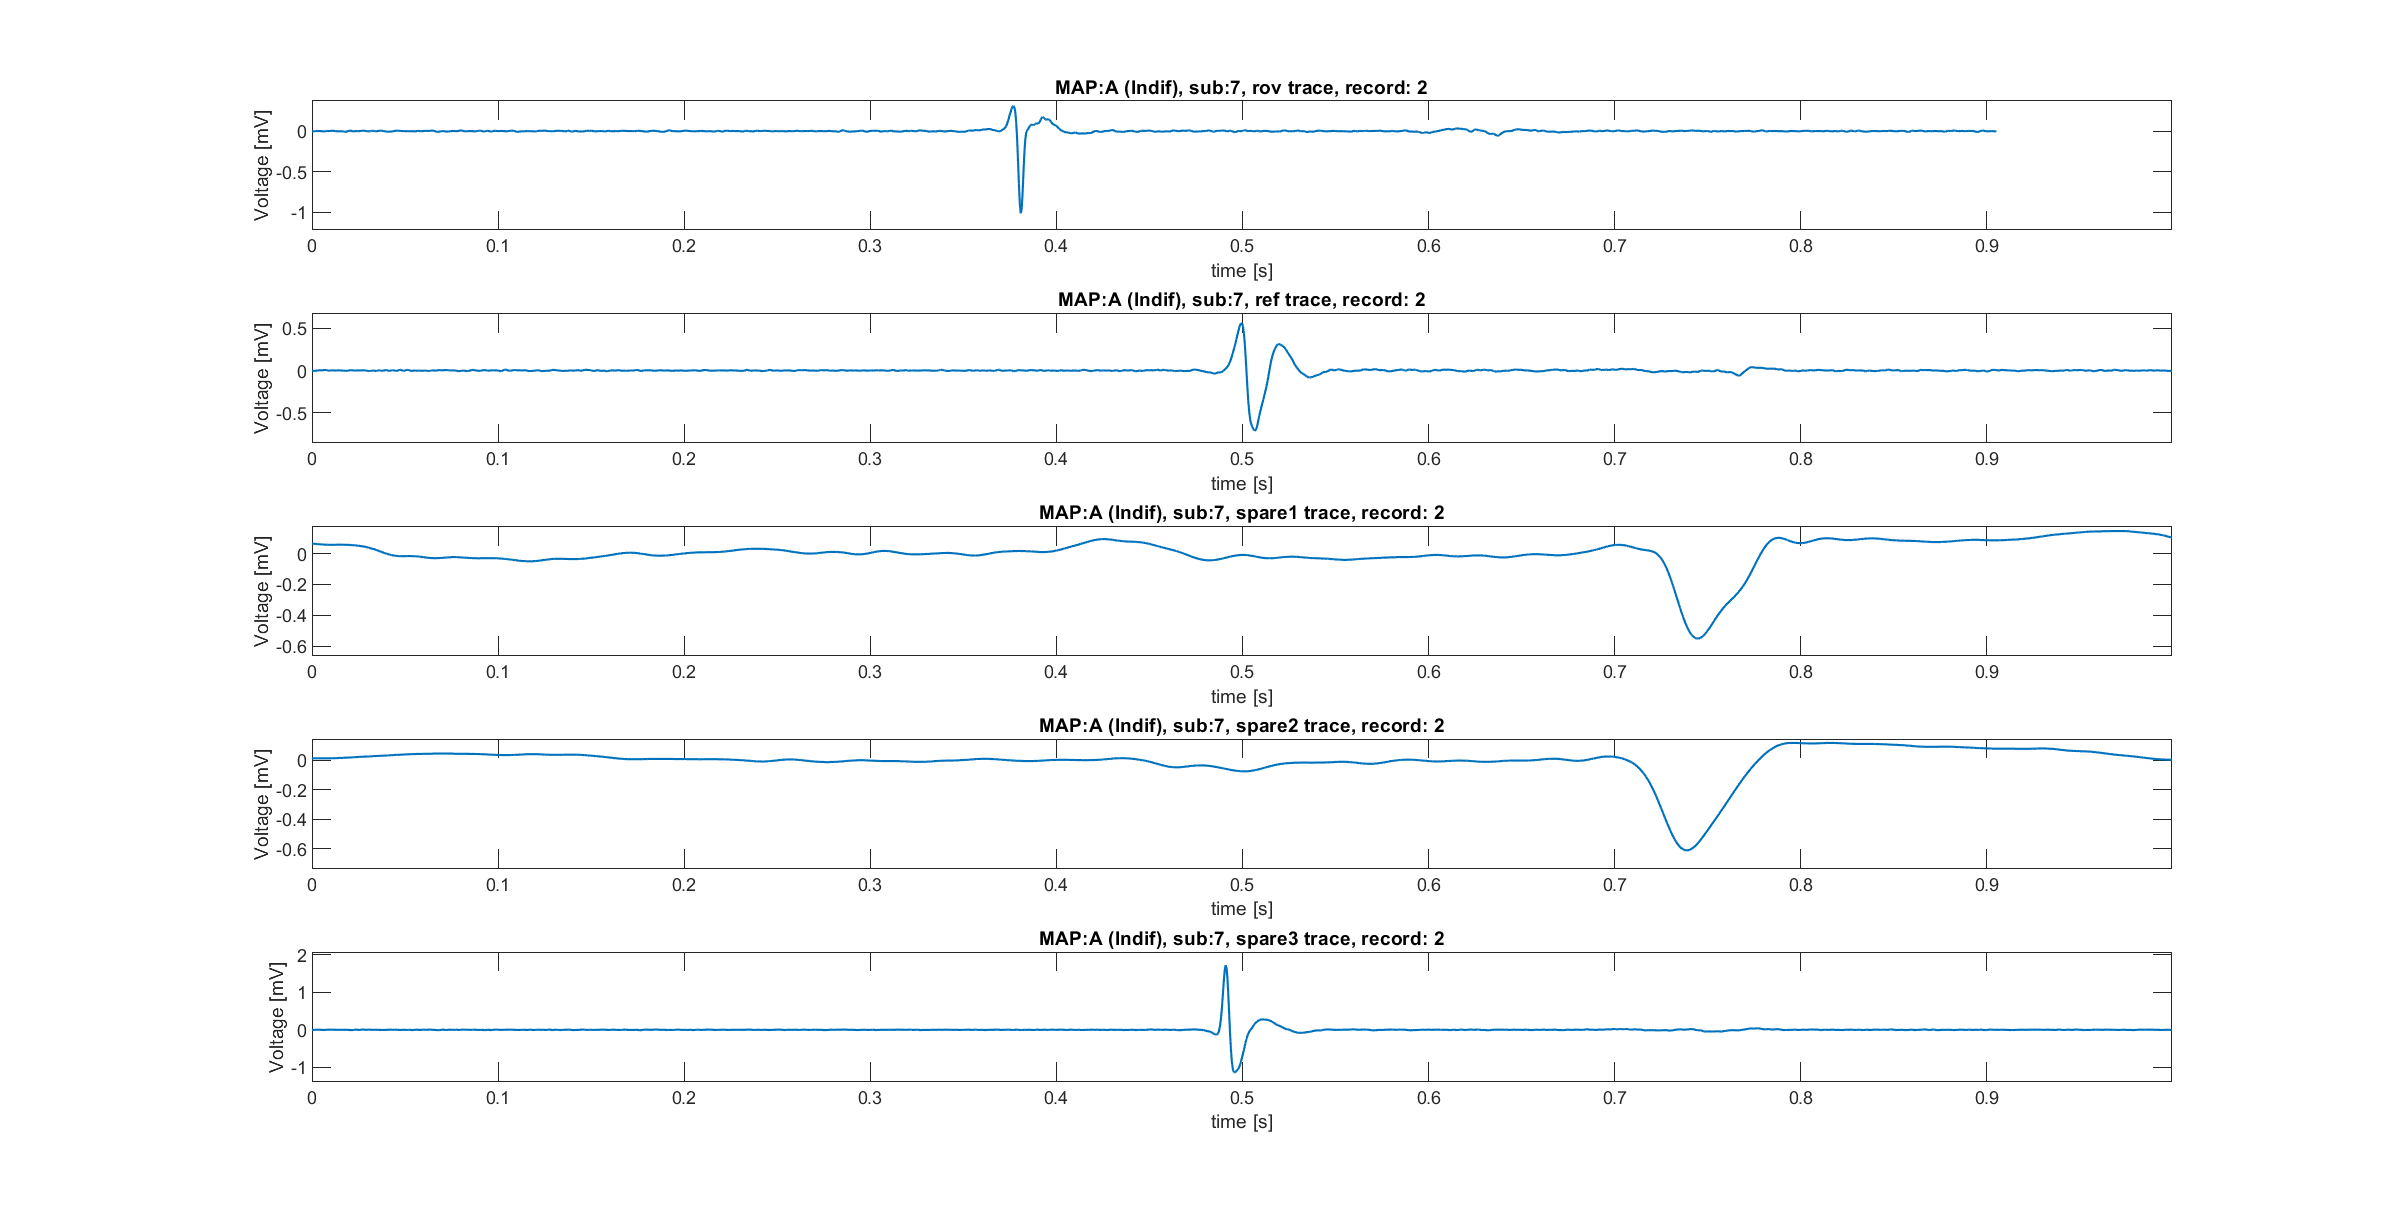 MAP:A (Indif), sub:7, rov trace, record: 2
Voltage [mV]
0
-0.5
-1
0 0.1 0.2 0.3 0.4 0.5 0.6 0.7 0.8 0.9
time [s]
MAP:A (Indif), sub:7, ref trace, record: 2
Voltage [mV]
0.5
0
-0.5
0 0.1 0.2 0.3 0.4 0.5 0.6 0.7 0.8 0.9
time [s]
MAP:A (Indif), sub:7, spare1 trace, record: 2
Voltage [mV]
0
-0.2
-0.4
-0.6
0 0.1 0.2 0.3 0.4 0.5 0.6 0.7 0.8 0.9
time [s]
MAP:A (Indif), sub:7, spare2 trace, record: 2
Voltage [mV]
0
-0.2
-0.4
-0.6
0 0.1 0.2 0.3 0.4 0.5 0.6 0.7 0.8 0.9
time [s]
MAP:A (Indif), sub:7, spare3 trace, record: 2
Voltage [mV]
2
1
0
-1
0 0.1 0.2 0.3 0.4 0.5 0.6 0.7 0.8 0.9
time [s]